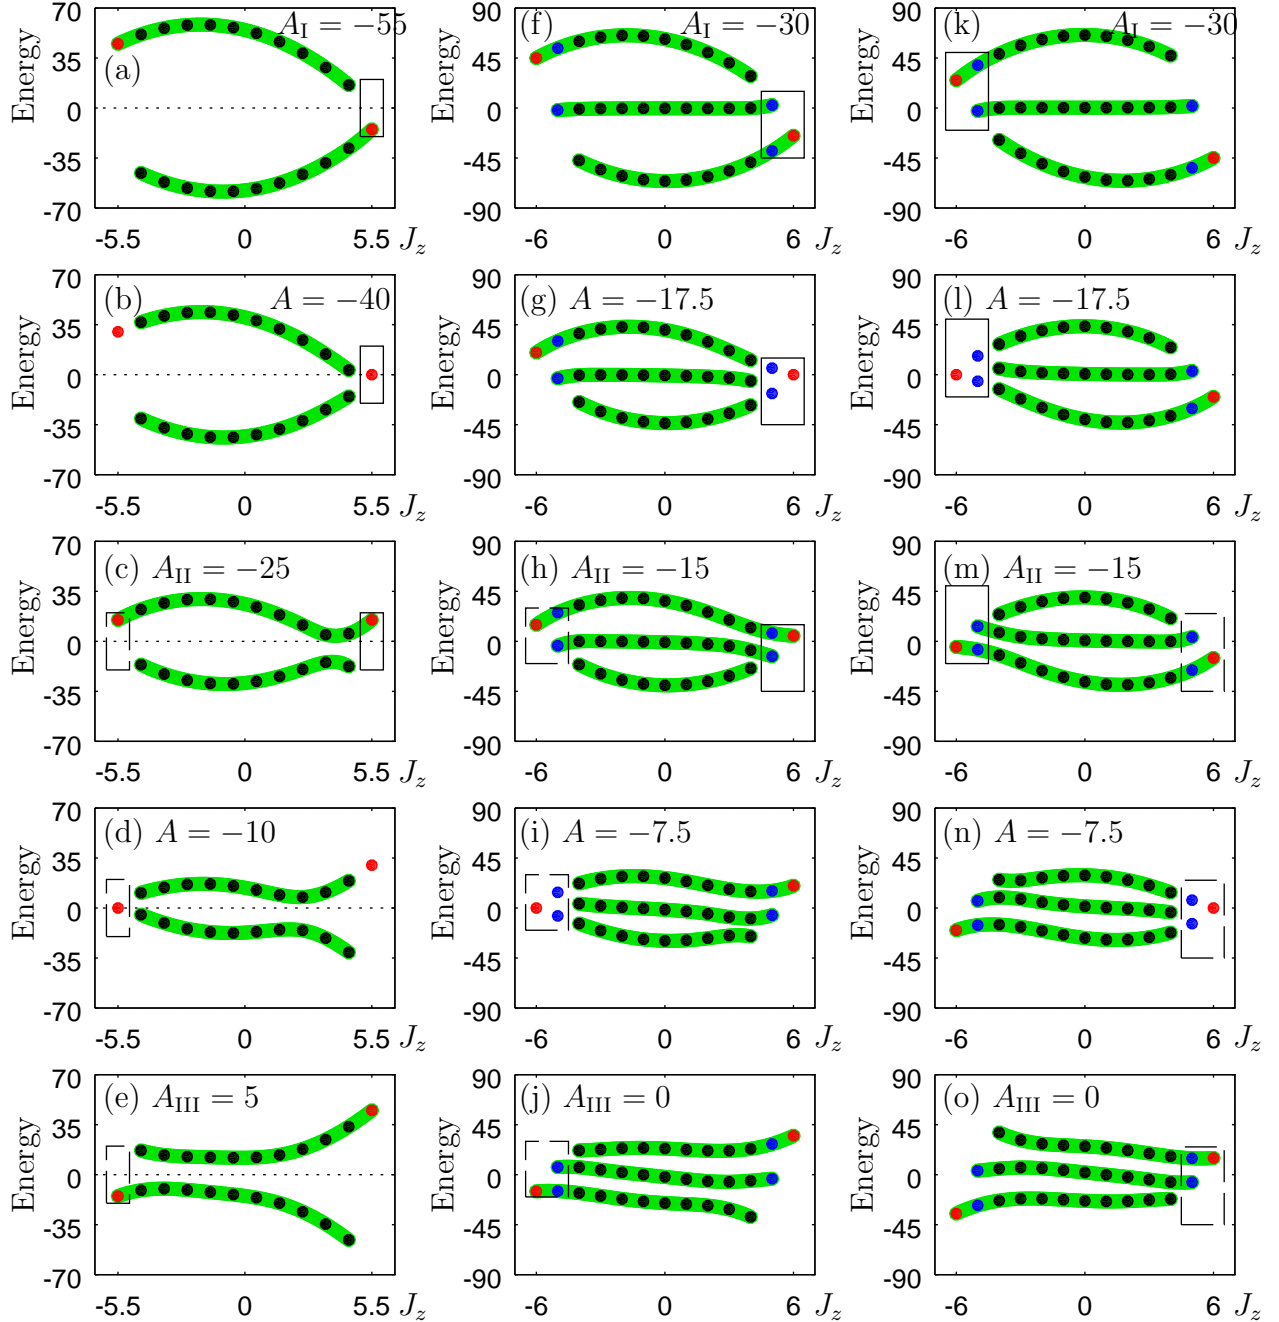 90
90
A_I = −55
(f)
A_I = −30
(k)
A_I = −30
45
45
35
(a)
Energy
Energy
Energy
0
0
0
-35
-45
-45
-70
-90
-90
-5.5
0
5.5
J_z
-6
0
6
J_z
-6
0
6
J_z
70
90
90
(b)
A = −40
(g)
A = −17.5
(l)
A = −17.5
35
45
45
Energy
Energy
Energy
0
0
0
-35
-45
-45
-70
-90
-90
-5.5
0
5.5
J_z
-6
0
6
J_z
-6
0
6
J_z
70
90
90
(c)
A_II = −25
(h)
A_II = −15
(m)
A_II = −15
35
45
45
Energy
Energy
Energy
0
0
0
-35
-45
-45
-70
-90
-90
-5.5
0
5.5
J_z
-6
0
6
J_z
-6
0
6
J_z
70
90
90
(d)
A = −10
(i)
A = −7.5
(n)
A = −7.5
35
45
45
Energy
Energy
Energy
0
0
0
-35
-45
-45
-70
-90
-90
-5.5
0
5.5
J_z
-6
0
6
J_z
-6
0
6
J_z
70
90
90
(e)
A_III = 5
(j)
A_III = 0
(o)
A_III = 0
35
45
45
Energy
Energy
Energy
0
0
0
-35
-45
-45
-70
-90
-90
-5.5
0
5.5
J_z
-6
0
6
J_z
-6
0
6
J_z